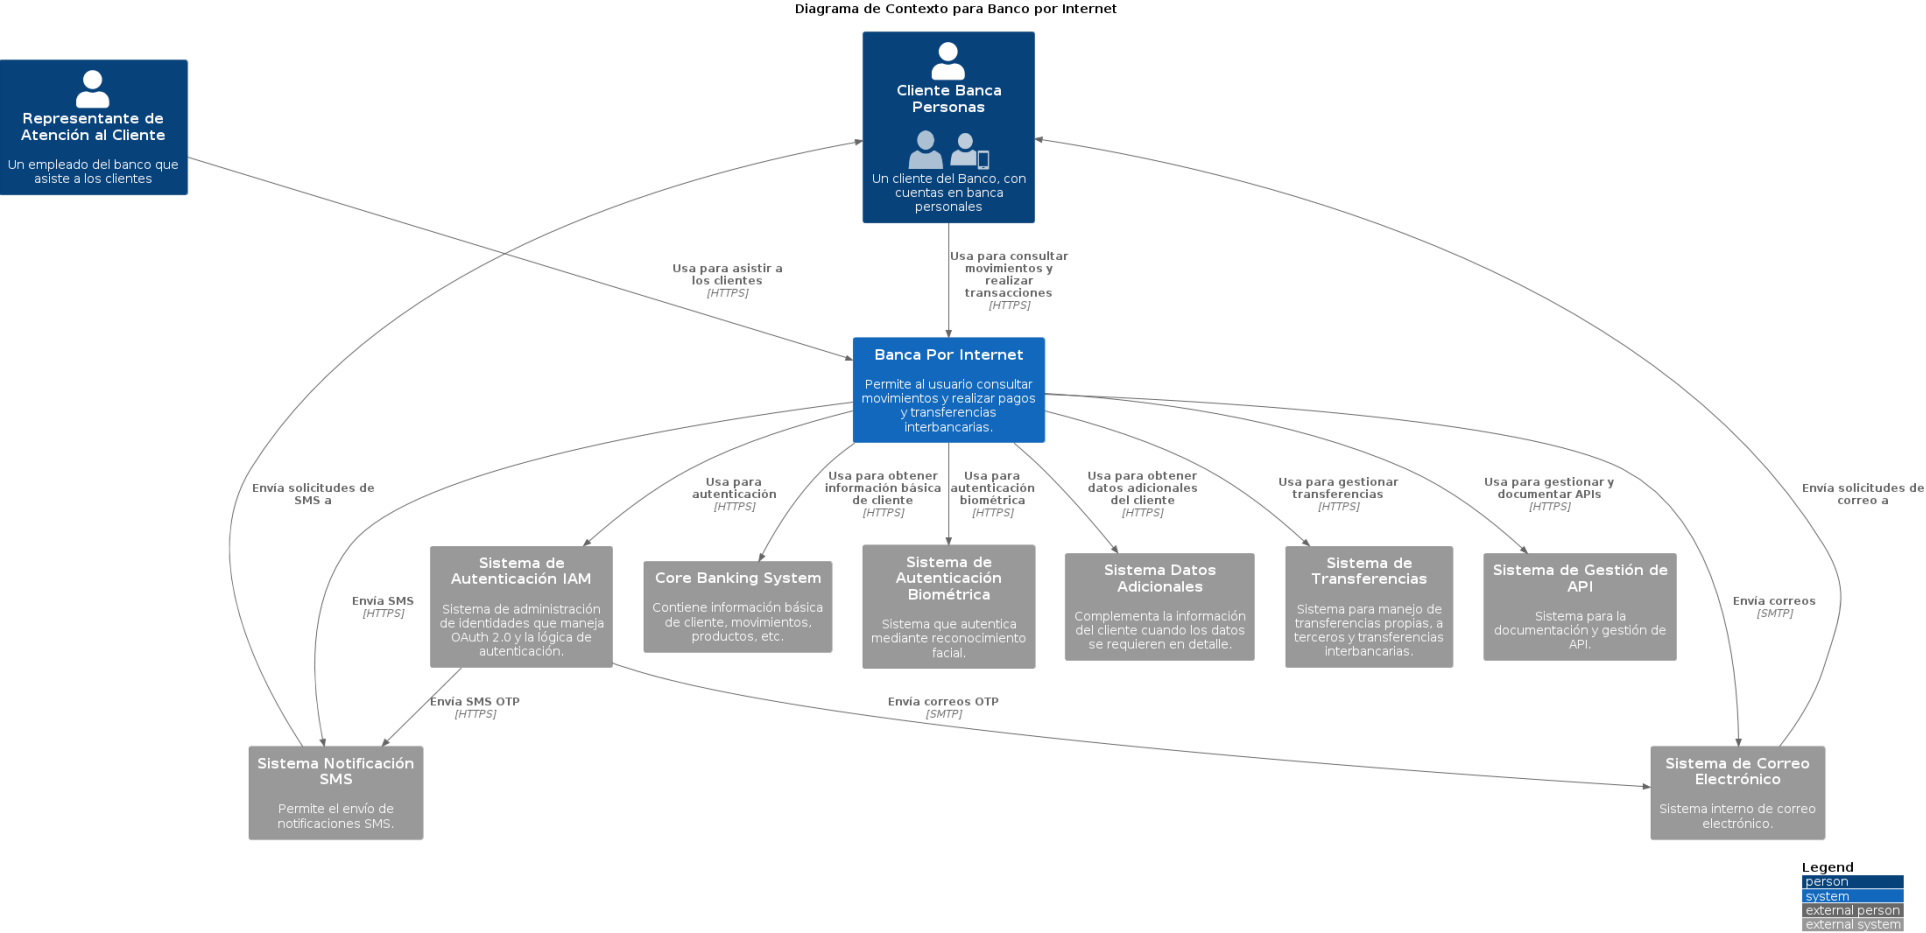 Diagrama de Contexto para Banco por Internet
Representante de
Atención al Cliente
Un empleado del banco que
asiste a los clientes
Cliente Banca
Personas
Un cliente del Banco, con
cuentas en banca
personales
Usa para asistir a
los clientes
[HTTPS]
Usa para consultar
movimientos y
realizar
transacciones
[HTTPS]
Banca Por Internet
Permite al usuario consultar
movimientos y realizar pagos
y transferencias
interbancarias.
Envía solicitudes de
SMS a
Usa para
autenticación
[HTTPS]
Usa para obtener
información básica
de cliente
[HTTPS]
Usa para
autenticación
biométrica
[HTTPS]
Usa para obtener
datos adicionales
del cliente
[HTTPS]
Usa para gestionar
transferencias
[HTTPS]
Usa para gestionar y
documentar APIs
[HTTPS]
Envía solicitudes de
correo a
Envía SMS
[HTTPS]
Sistema de
Autenticación IAM
Sistema de administración
de identidades que maneja
OAuth 2.0 y la lógica de
autenticación.
Core Banking System
Contiene información básica
de cliente, movimientos,
productos, etc.
Sistema de
Autenticación
Biométrica
Sistema que autentica
mediante reconocimiento
facial.
Sistema Datos
Adicionales
Complementa la información
del cliente cuando los datos
se requieren en detalle.
Sistema de
Transferencias
Sistema para manejo de
transferencias propias, a
terceros y transferencias
interbancarias.
Sistema de Gestión de
API
Sistema para la
documentación y gestión de
API.
Envía correos
[SMTP]
Envía SMS OTP
[HTTPS]
Envía correos OTP
[SMTP]
Sistema Notificación
SMS
Permite el envío de
notificaciones SMS.
Sistema de Correo
Electrónico
Sistema interno de correo
electrónico.
Legend
person
system
external person
external system